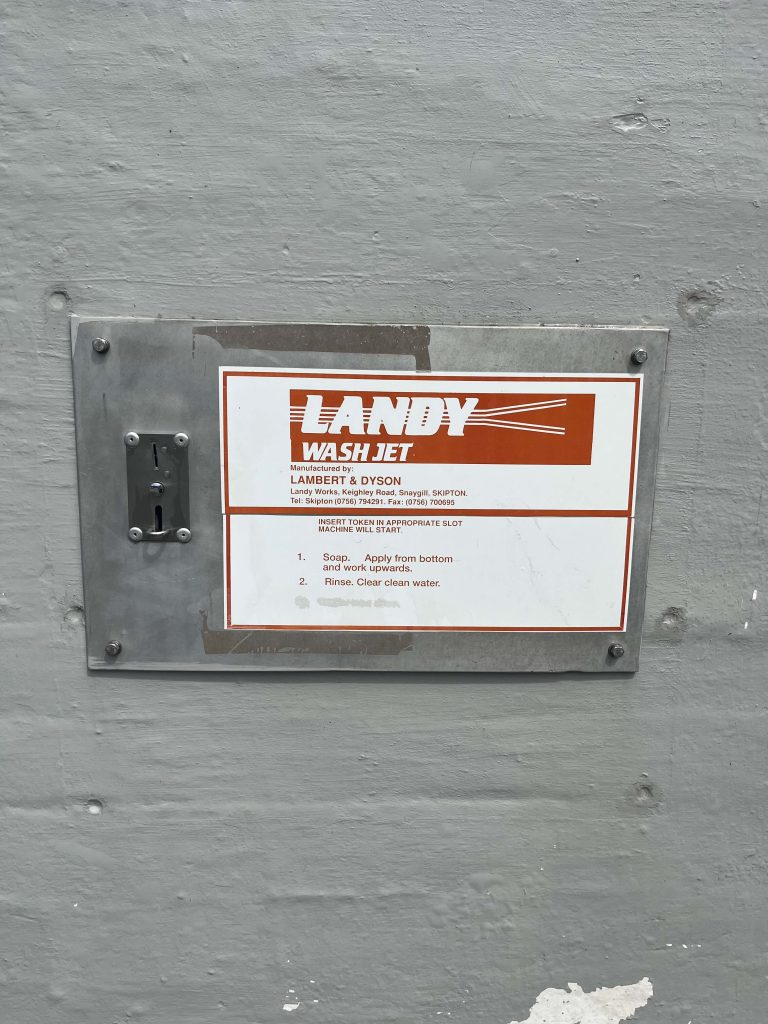 LANDY
WASH JET
Manufactured by:
LAMBERT & DYSON
Landy Works, Keighley Road, Snaygill, SKIPTON.
Tel: Skipton (0756) 794291. Fax: (0756) 700695
INSERT TOKEN IN APPROPRIATE SLOT
MACHINE WILL START.
1. Soap. Apply from bottom
and work upwards.
2. Rinse. Clear clean water.